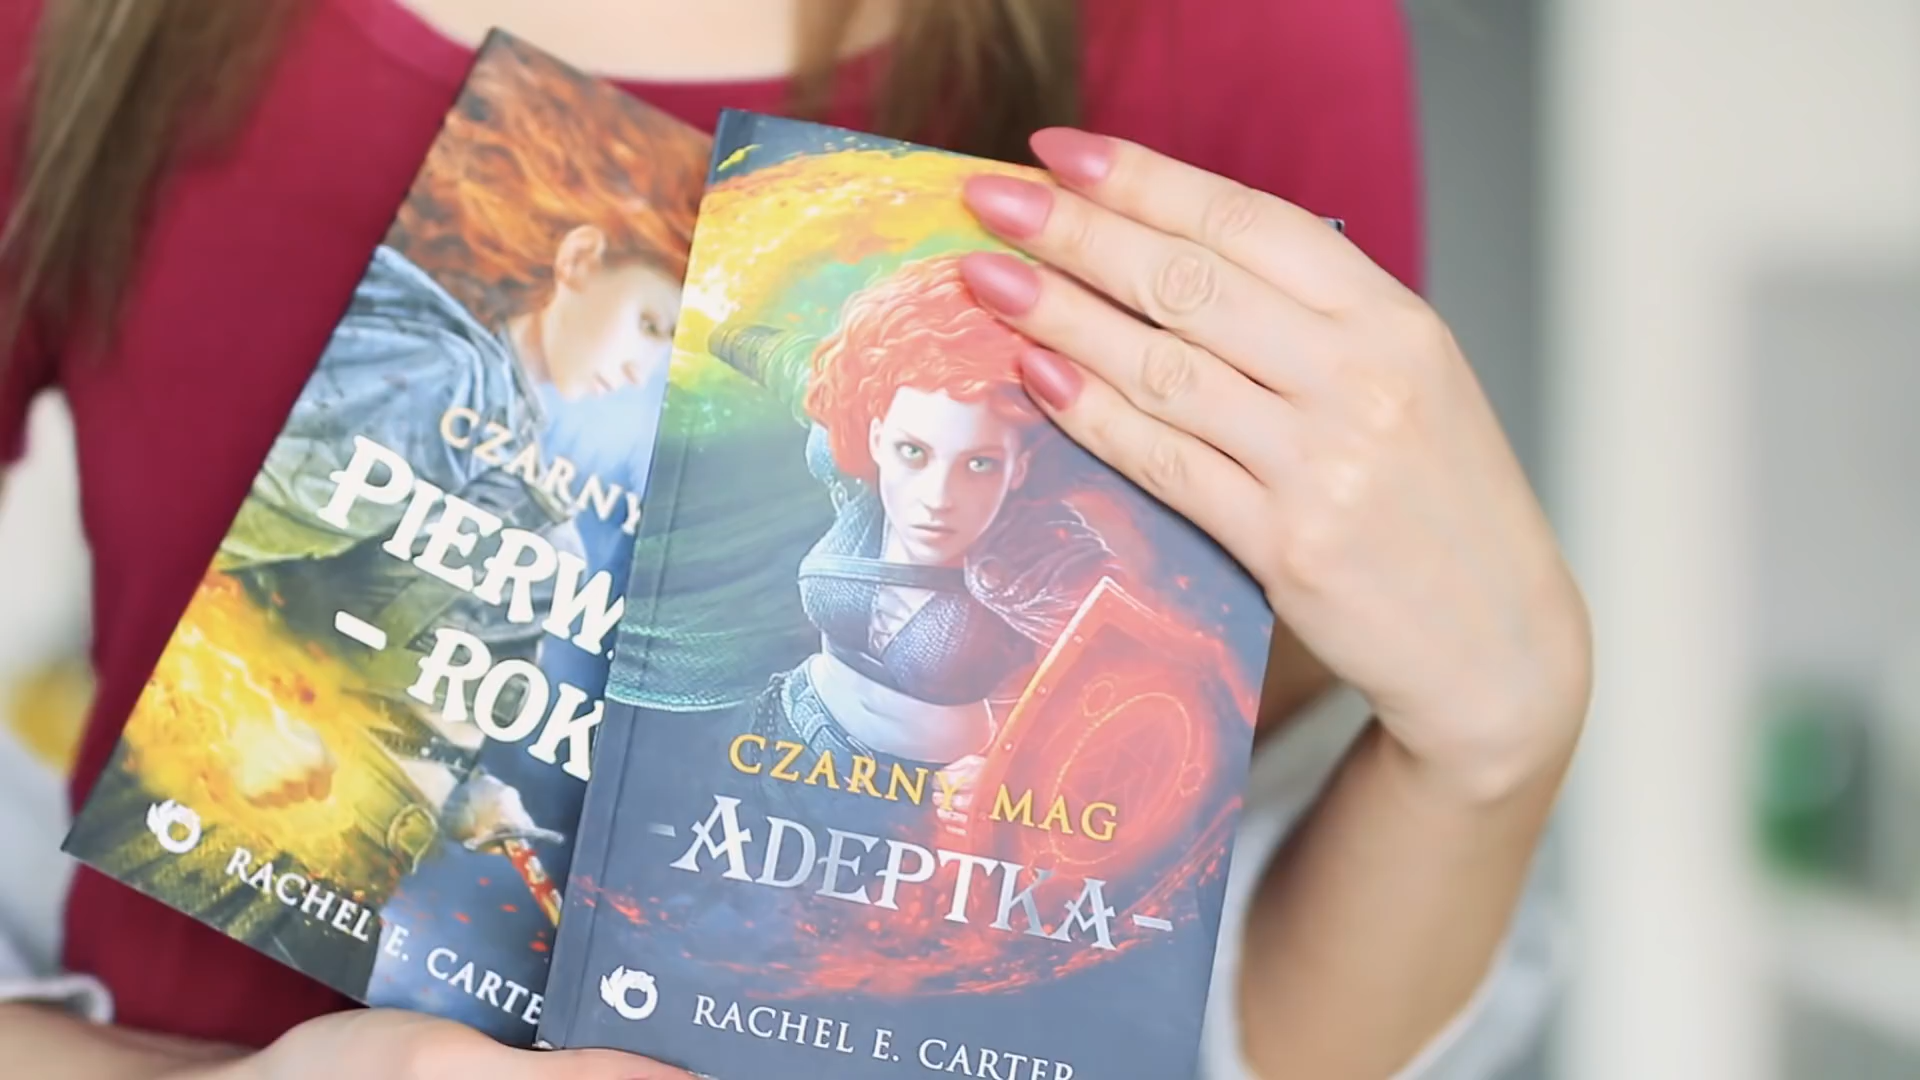 CZARNY
PIERW
- ROK
RACHEL E. CARTE
CZARNY MAG
-ADEPTKA-
RACHEL E. CARTER